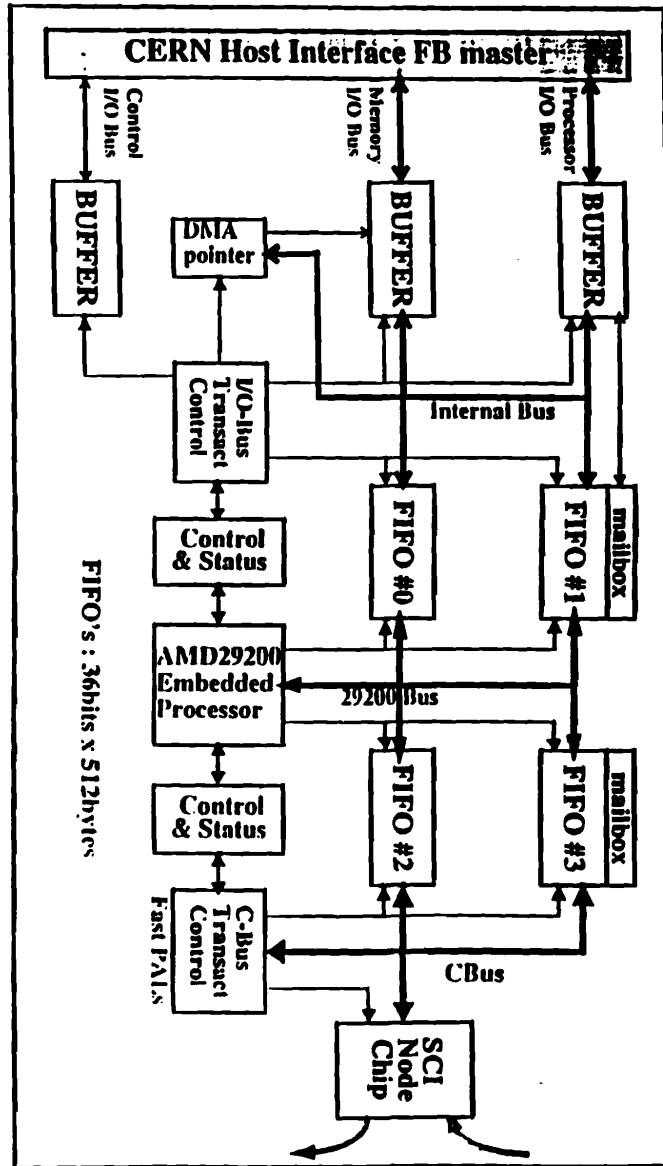 CERN Host Interface FB master
Control
I/O Bus
Memory
I/O Bus
Processor
I/O Bus
BUFFER
DMA
pointer
BUFFER
BUFFER
I/O-Bus
Transact
Control
Internal Bus
Control
& Status
FIFO #0
FIFO #1
mailbox
AMD29200
Embedded
Processor
29200 Bus
FIFO's : 36bits x 512bytes
Control
& Status
FIFO #2
FIFO #3
mailbox
C-Bus
Transact
Control
Fast PALs
CBus
SCI
Node
Chip